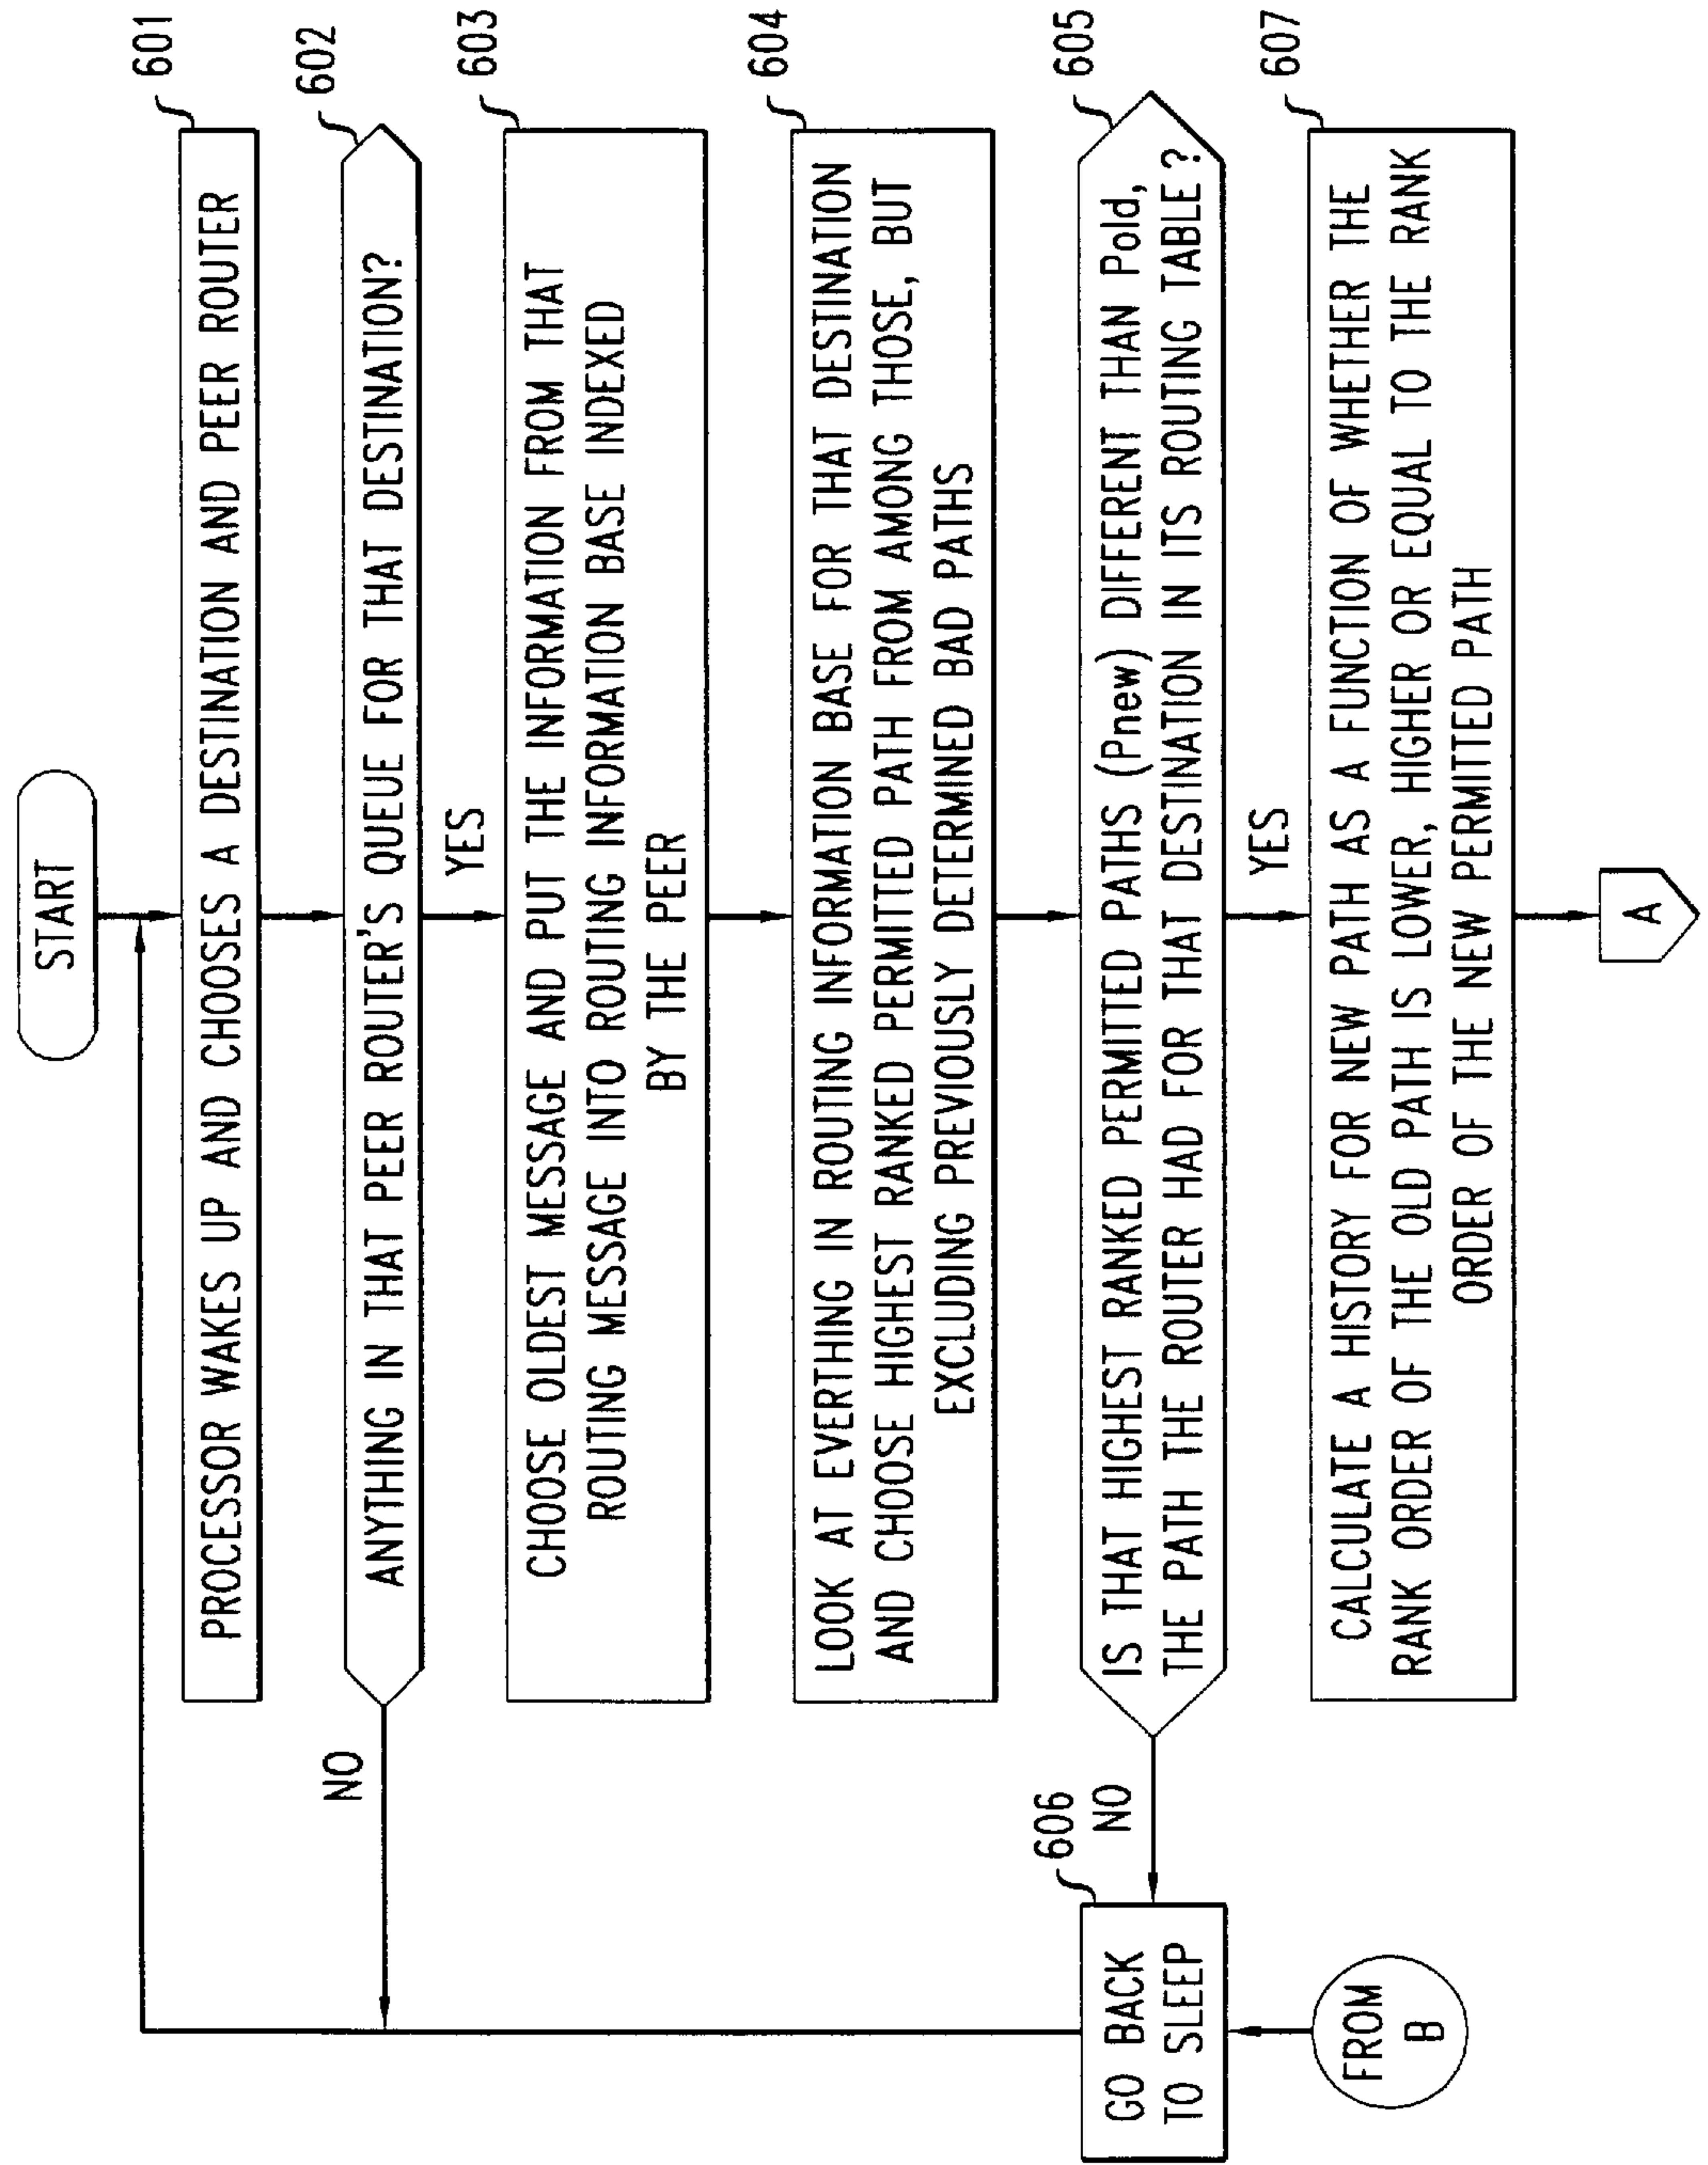 START
601
PROCESSOR WAKES UP AND CHOOSES A DESTINATION AND PEER ROUTER
602
ANYTHING IN THAT PEER ROUTER'S QUEUE FOR THAT DESTINATION?
NO
YES
603
CHOOSE OLDEST MESSAGE AND PUT THE INFORMATION FROM THAT
ROUTING MESSAGE INTO ROUTING INFORMATION BASE INDEXED
BY THE PEER
604
LOOK AT EVERTHING IN ROUTING INFORMATION BASE FOR THAT DESTINATION
AND CHOOSE HIGHEST RANKED PERMITTED PATH FROM AMONG THOSE, BUT
EXCLUDING PREVIOUSLY DETERMINED BAD PATHS
605
IS THAT HIGHEST RANKED PERMITTED PATHS (Pnew) DIFFERENT THAN Pold,
THE PATH THE ROUTER HAD FOR THAT DESTINATION IN ITS ROUTING TABLE?
606
NO
GO BACK
TO SLEEP
YES
607
CALCULATE A HISTORY FOR NEW PATH AS A FUNCTION OF WHETHER THE
RANK ORDER OF THE OLD PATH IS LOWER, HIGHER OR EQUAL TO THE RANK
ORDER OF THE NEW PERMITTED PATH
FROM
B
A